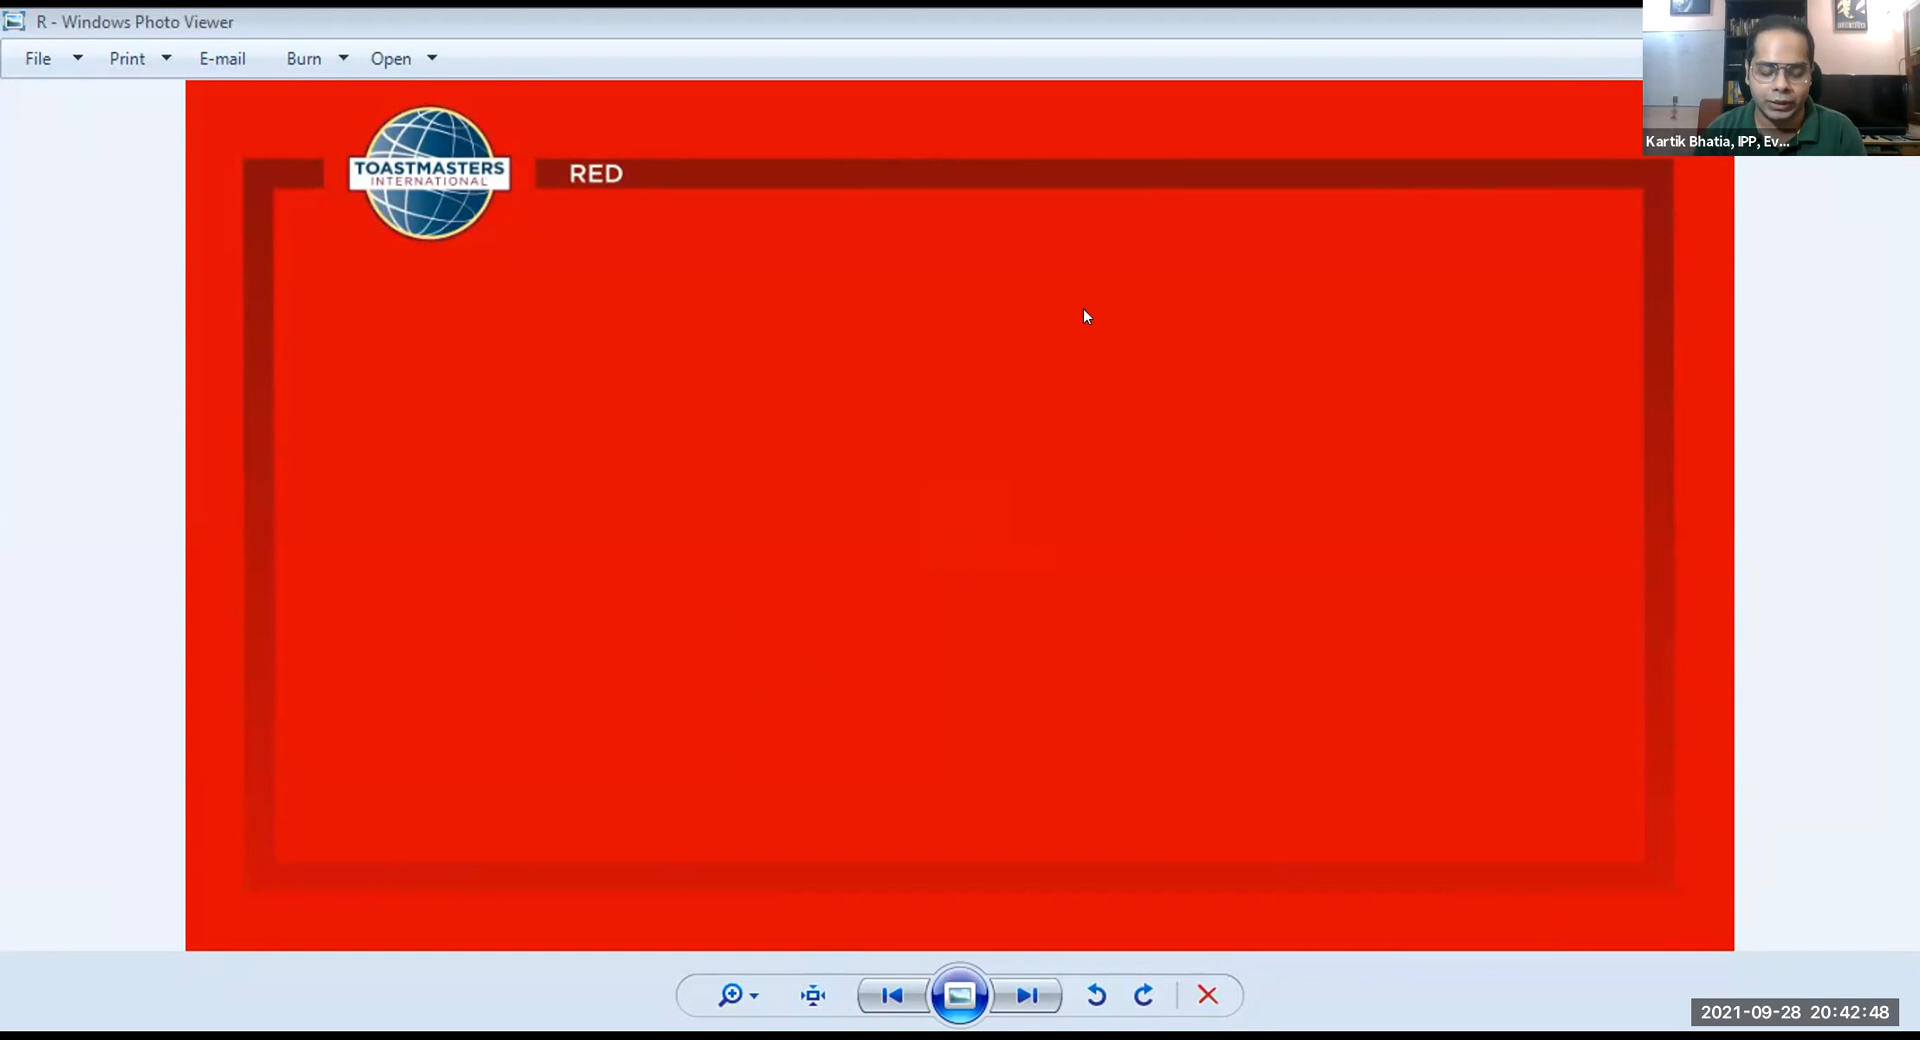 R - Windows Photo Viewer
File Print E-mail Burn Open
TOASTMASTERS
INTERNATIONAL
RED
Kartik Bhatia, IPP, Ev...
2021-09-28 20:42:48